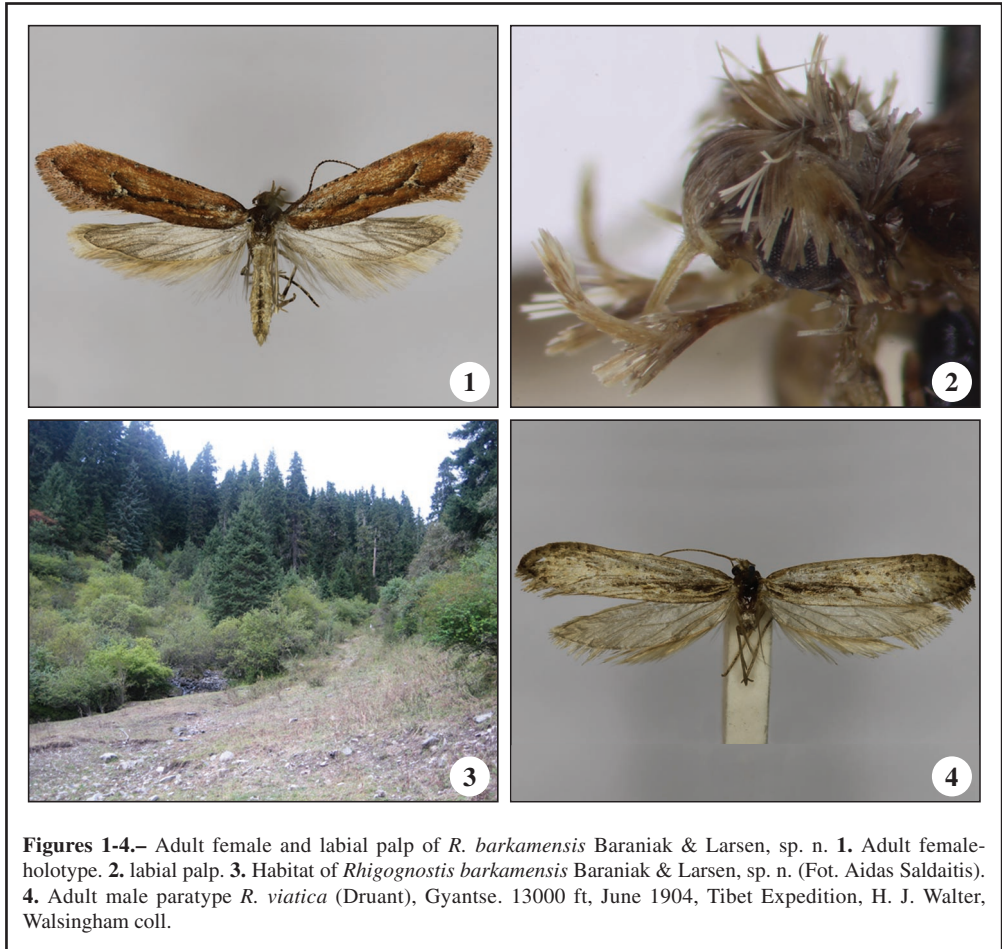 1
2
3
4
Figures 1-4.– Adult female and labial palp of R. barkamensis Baraniak & Larsen, sp. n. 1. Adult female-
holotype. 2. labial palp. 3. Habitat of Rhigognostis barkamensis Baraniak & Larsen, sp. n. (Fot. Aidas Saldaitis).
4. Adult male paratype R. viatica (Druant), Gyantse. 13000 ft, June 1904, Tibet Expedition, H. J. Walter,
Walsingham coll.